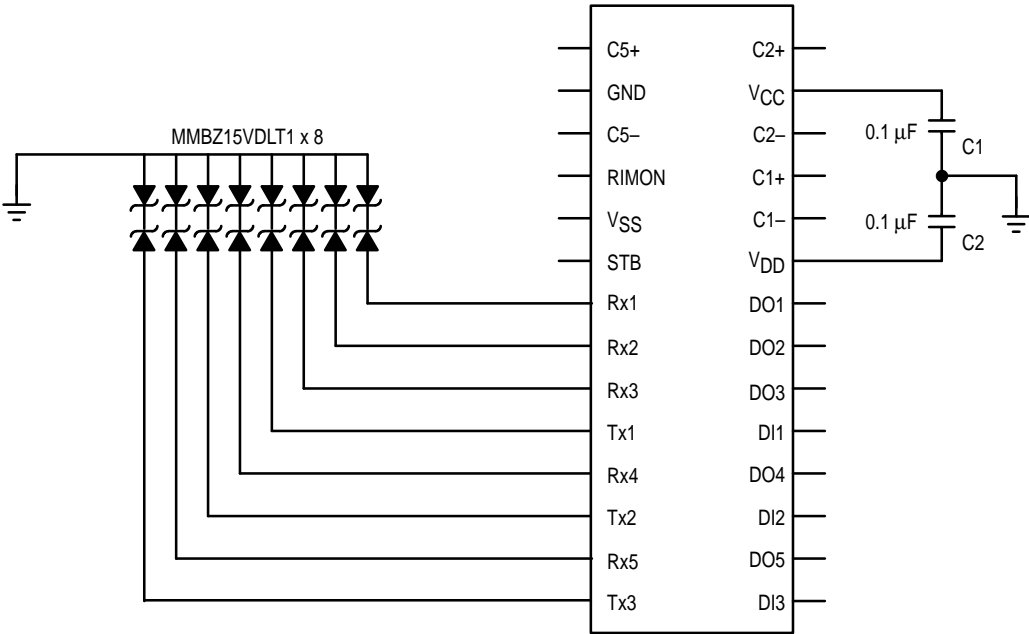 C5+ C2+
GND VCC
MMBZ15VDLT1 x 8
C5– C2– 0.1 µF C1
RIMON C1+
VSS C1– 0.1 µF C2
STB VDD
Rx1 DO1
Rx2 DO2
Rx3 DO3
Tx1 DI1
Rx4 DO4
Tx2 DI2
Rx5 DO5
Tx3 DI3